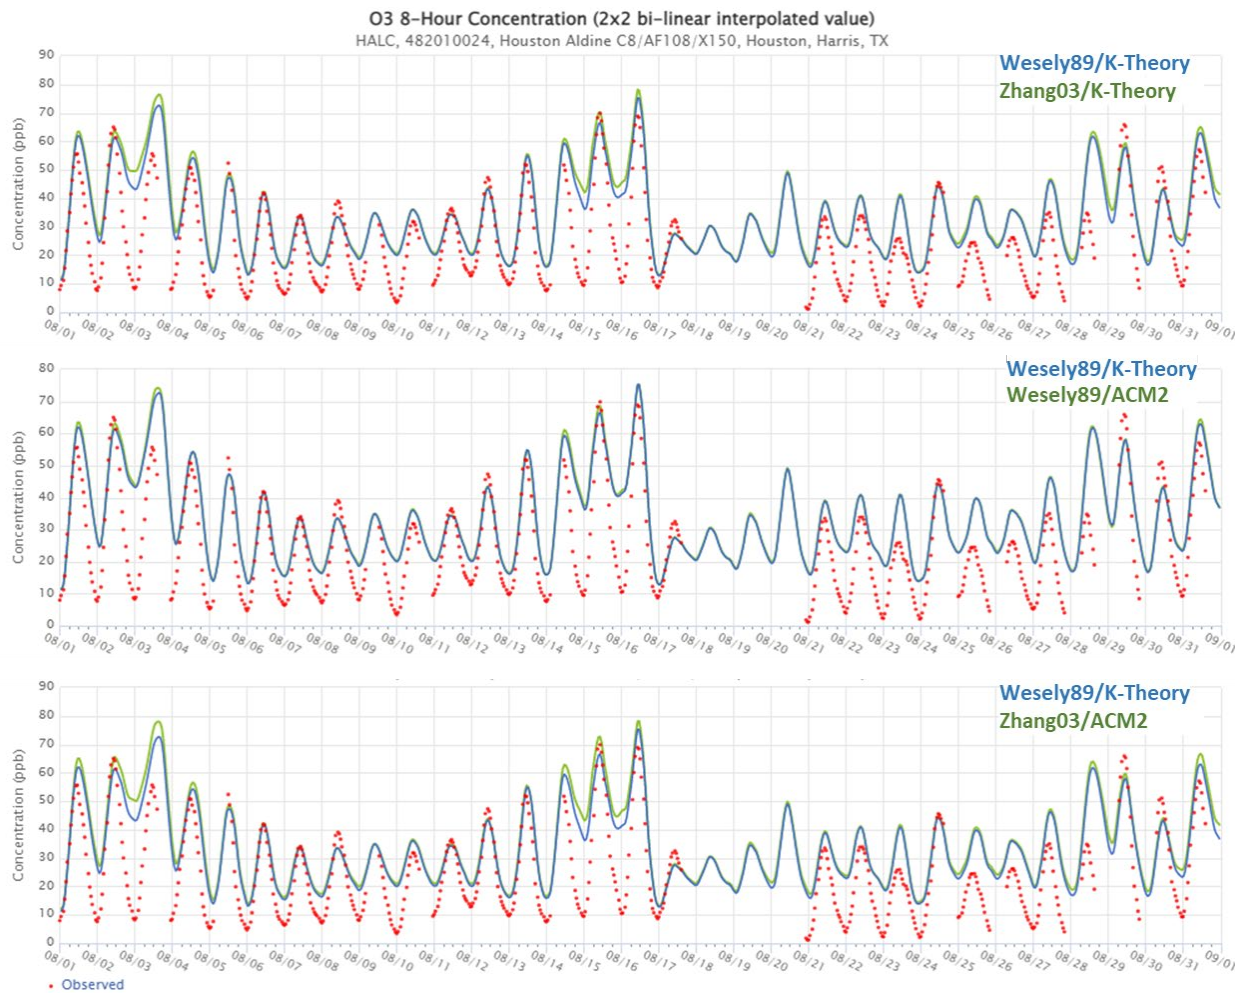 O3 8-Hour Concentration (2x2 bi-linear interpolated value)
HALC, 482010024, Houston Aldine C8/AF108/X150, Houston, Harris, TX
Wesely89/K-Theory
Zhang03/K-Theory
Concentration (ppb)
90
80
70
60
50
40
30
20
10
0
08/01 08/02 08/03 08/04 08/05 08/06 08/07 08/08 08/09 08/10 08/11 08/12 08/13 08/14 08/15 08/16 08/17 08/18 08/19 08/20 08/21 08/22 08/23 08/24 08/25 08/26 08/27 08/28 08/29 08/30 08/31 09/01
Wesely89/K-Theory
Wesely89/ACM2
Concentration (ppb)
80
70
60
50
40
30
20
10
0
08/01 08/02 08/03 08/04 08/05 08/06 08/07 08/08 08/09 08/10 08/11 08/12 08/13 08/14 08/15 08/16 08/17 08/18 08/19 08/20 08/21 08/22 08/23 08/24 08/25 08/26 08/27 08/28 08/29 08/30 08/31 09/01
Wesely89/K-Theory
Zhang03/ACM2
Concentration (ppb)
90
80
70
60
50
40
30
20
10
0
08/01 08/02 08/03 08/04 08/05 08/06 08/07 08/08 08/09 08/10 08/11 08/12 08/13 08/14 08/15 08/16 08/17 08/18 08/19 08/20 08/21 08/22 08/23 08/24 08/25 08/26 08/27 08/28 08/29 08/30 08/31 09/01
Observed